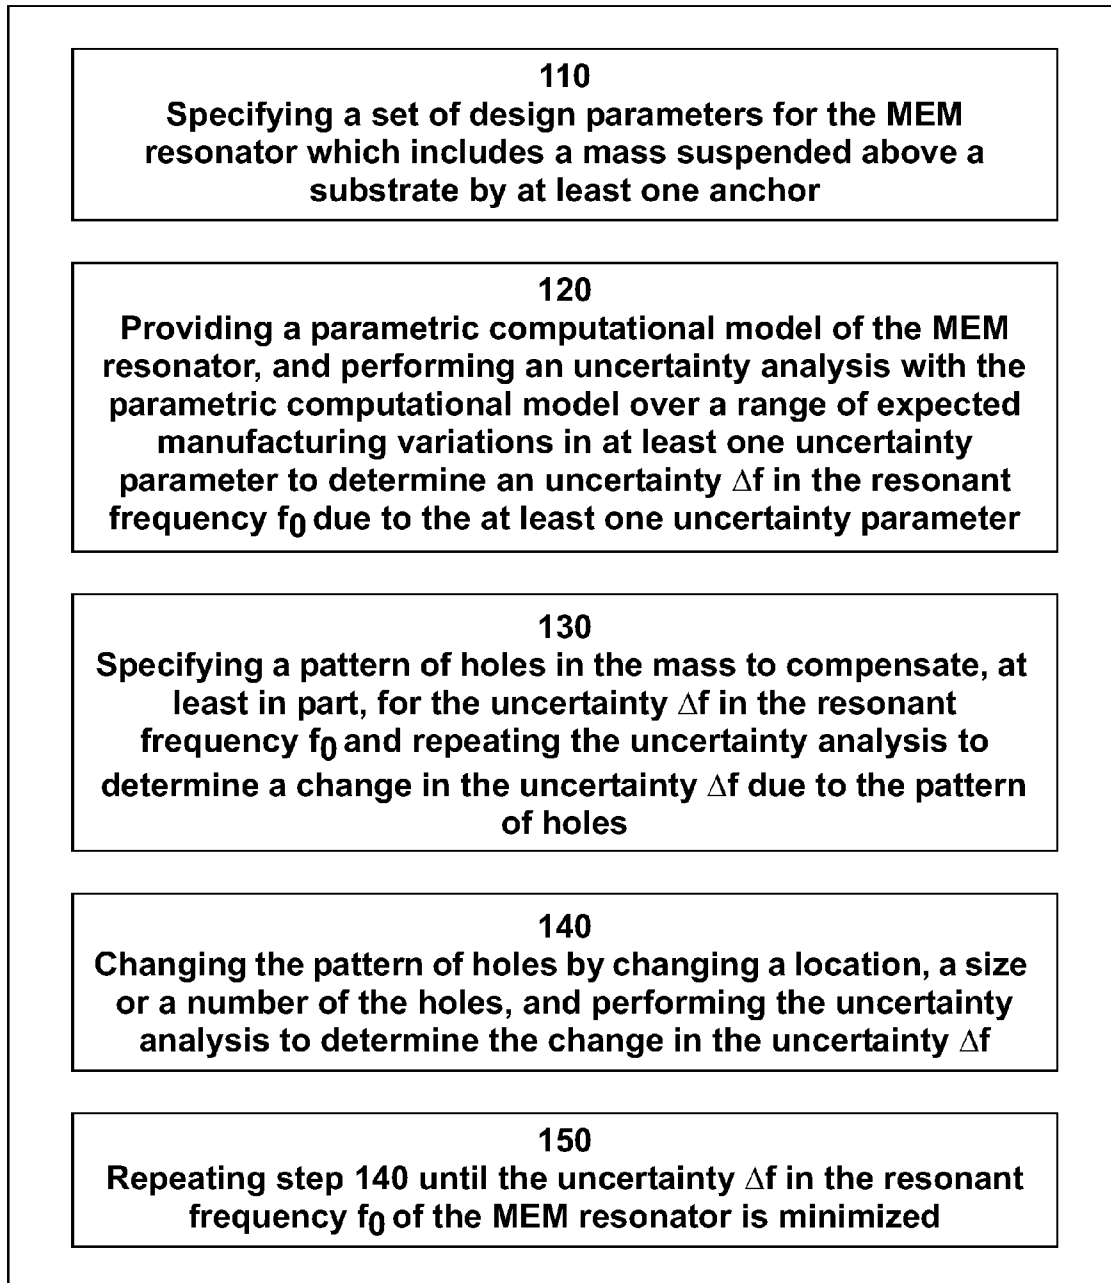 110
Specifying a set of design parameters for the MEM
resonator which includes a mass suspended above a
substrate by at least one anchor
120
Providing a parametric computational model of the MEM
resonator, and performing an uncertainty analysis with the
parametric computational model over a range of expected
manufacturing variations in at least one uncertainty
parameter to determine an uncertainty ∆f in the resonant
frequency f0 due to the at least one uncertainty parameter
130
Specifying a pattern of holes in the mass to compensate, at
least in part, for the uncertainty ∆f in the resonant
frequency f0 and repeating the uncertainty analysis to
determine a change in the uncertainty ∆f due to the pattern
of holes
140
Changing the pattern of holes by changing a location, a size
or a number of the holes, and performing the uncertainty
analysis to determine the change in the uncertainty ∆f
150
Repeating step 140 until the uncertainty ∆f in the resonant
frequency f0 of the MEM resonator is minimized